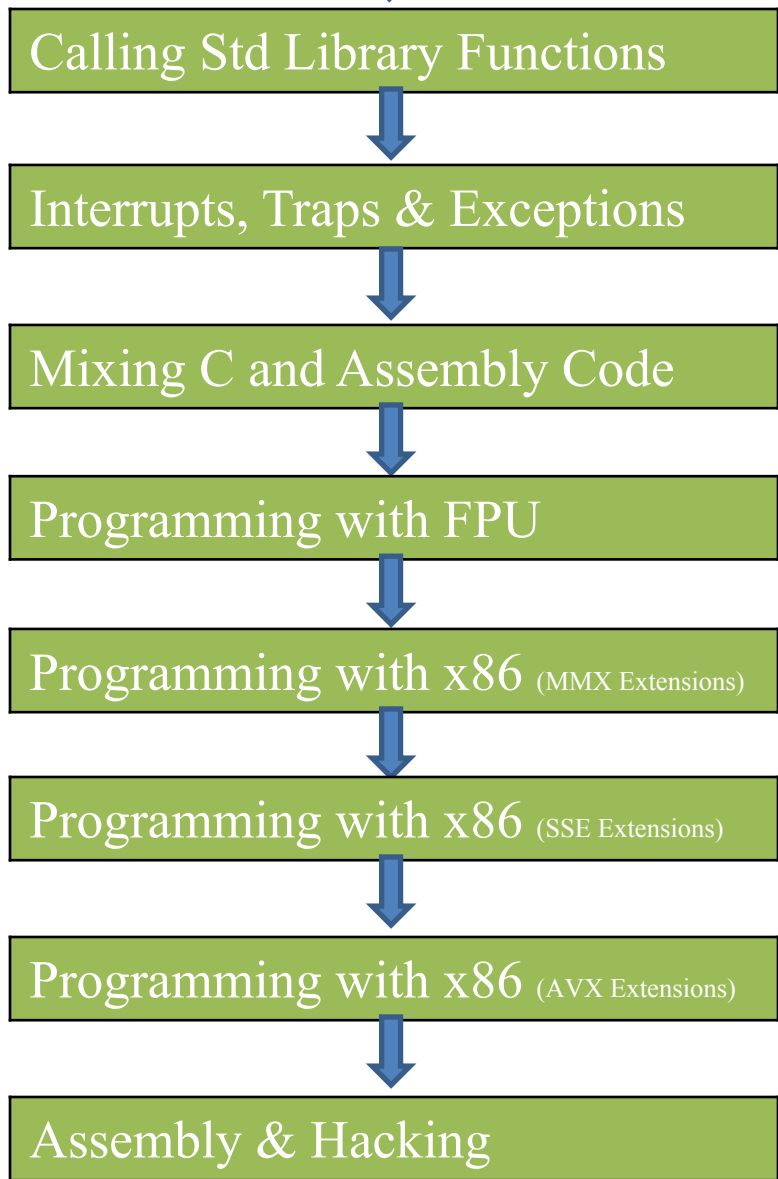 Calling Std Library Functions
Interrupts, Traps & Exceptions
Mixing C and Assembly Code
Programming with FPU
Programming with x86 (MMX Extensions)
Programming with x86 (SSE Extensions)
Programming with x86 (AVX Extensions)
Assembly & Hacking